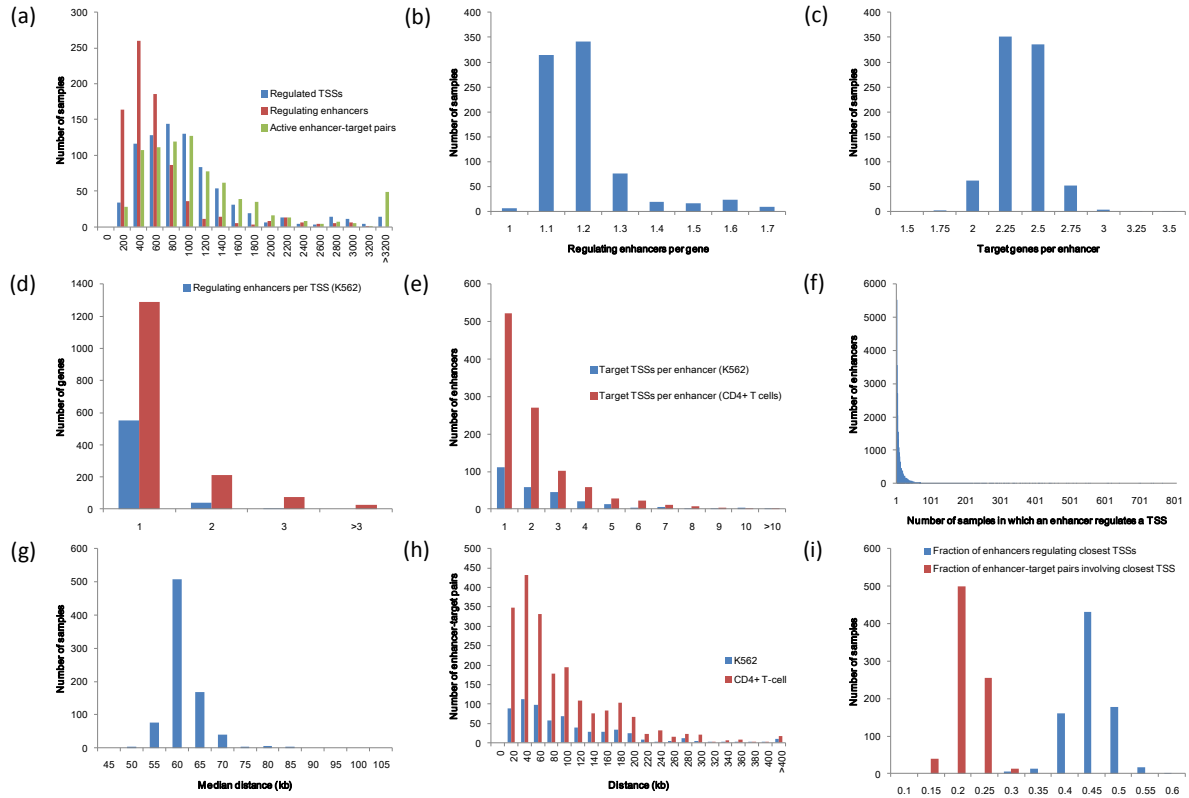 (a)
300
250
200
150
100
50
0
Number of samples
Regulated TSSs
Regulating enhancers
Active enhancer-target pairs
0 200 400 600 800 1000 1200 1400 1600 1800 2000 2200 2400 2600 2800 3000 3200 >3200
(b)
400
350
300
250
200
150
100
50
0
Number of samples
1 1.1 1.2 1.3 1.4 1.5 1.6 1.7
Regulating enhancers per gene
(c)
400
350
300
250
200
150
100
50
0
Number of samples
1.5 1.75 2 2.25 2.5 2.75 3 3.25 3.5
Target genes per enhancer
(d)
1400
1200
1000
800
600
400
200
0
Number of genes
Regulating enhancers per TSS (K562)
1 2 3 >3
(e)
600
500
400
300
200
100
0
Number of enhancers
Target TSSs per enhancer (K562)
Target TSSs per enhancer (CD4+ T cells)
1 2 3 4 5 6 7 8 9 10 >10
(f)
6000
5000
4000
3000
2000
1000
0
Number of enhancers
1 101 201 301 401 501 601 701 801
Number of samples in which an enhancer regulates a TSS
(g)
600
500
400
300
200
100
0
Number of samples
45 50 55 60 65 70 75 80 85 90 95 100 105
Median distance (kb)
(h)
500
450
400
350
300
250
200
150
100
50
0
Number of enhancer-target pairs
K562
CD4+ T-cell
0 20 40 60 80 100 120 140 160 180 200 220 240 260 280 300 320 340 360 380 400 >400
Distance (kb)
(i)
600
500
400
300
200
100
0
Number of samples
Fraction of enhancers regulating closest TSSs
Fraction of enhancer-target pairs involving closest TSS
0.1 0.15 0.2 0.25 0.3 0.35 0.4 0.45 0.5 0.55 0.6